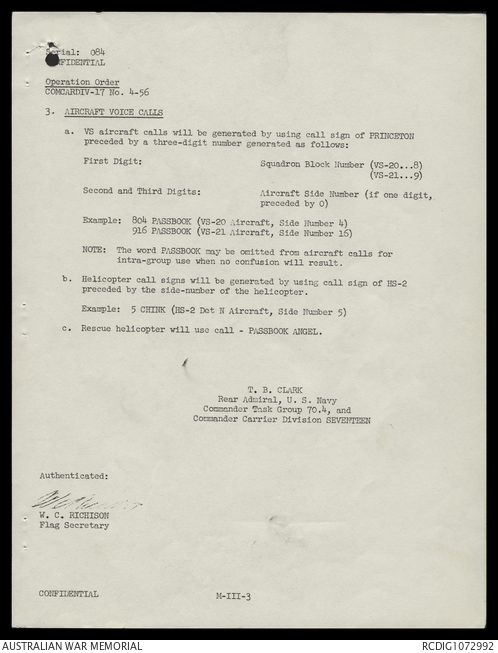 Serial: 084
CONFIDENTIAL
Operation Order
COMCARDIV-17 No. 4-56
3. AIRCRAFT VOICE CALLS
a. VS aircraft calls will be generated by using call sign of PRINCETON
preceded by a three-digit number generated as follows:
First Digit: Squadron Block Number (VS-20...8)
(VS-21...9)
Second and Third Digits: Aircraft Side Number (if one digit,
preceded by 0)
Example: 804 PASSBOOK (VS-20 Aircraft, Side Number 4)
916 PASSBOOK (VS-21 Aircraft, Side Number 16)
NOTE: The word PASSBOOK may be omitted from aircraft calls for
intra-group use when no confusion will result.
b. Helicopter call signs will be generated by using call sign of HS-2
preceded by the side-number of the helicopter.
Example: 5 CHINK (HS-2 Det N Aircraft, Side Number 5)
c. Rescue helicopter will use call - PASSBOOK ANGEL.
T. B. CLARK
Rear Admiral, U. S. Navy
Commander Task Group 70.4, and
Commander Carrier Division SEVENTEEN
Authenticated:
W. C. RICHISON
Flag Secretary
CONFIDENTIAL
M-III-3
AUSTRALIAN WAR MEMORIAL
RCDIG1072992